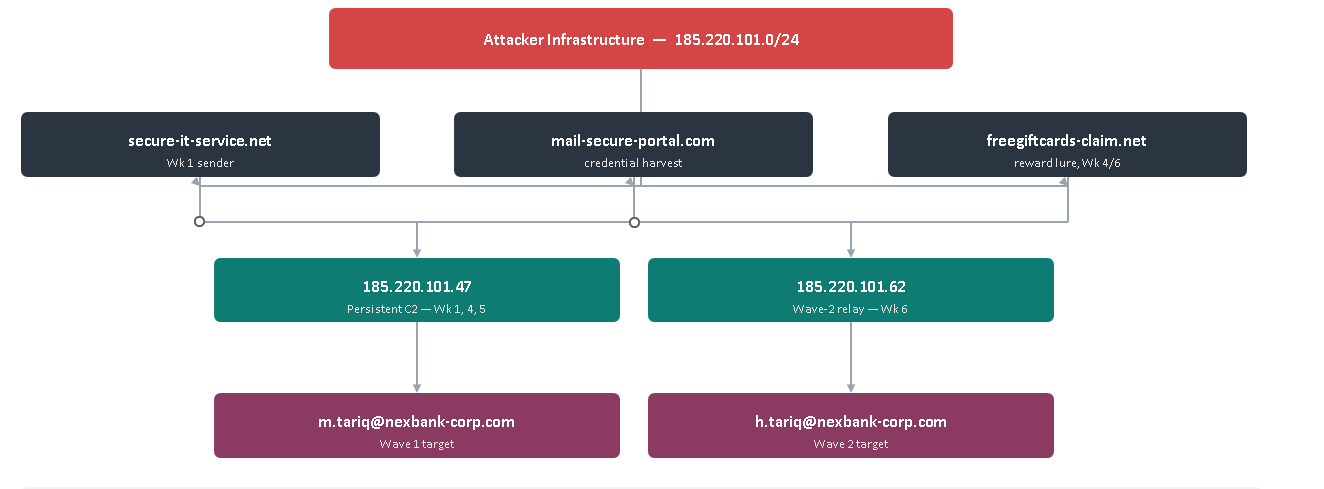 Attacker Infrastructure — 185.220.101.0/24
secure-it-service.net
Wk 1 sender
mail-secure-portal.com
credential harvest
freegiftcards-claim.net
reward lure, Wk 4/6
185.220.101.47
Persistent C2 — Wk 1, 4, 5
185.220.101.62
Wave-2 relay — Wk 6
m.tariq@nexbank-corp.com
Wave 1 target
h.tariq@nexbank-corp.com
Wave 2 target